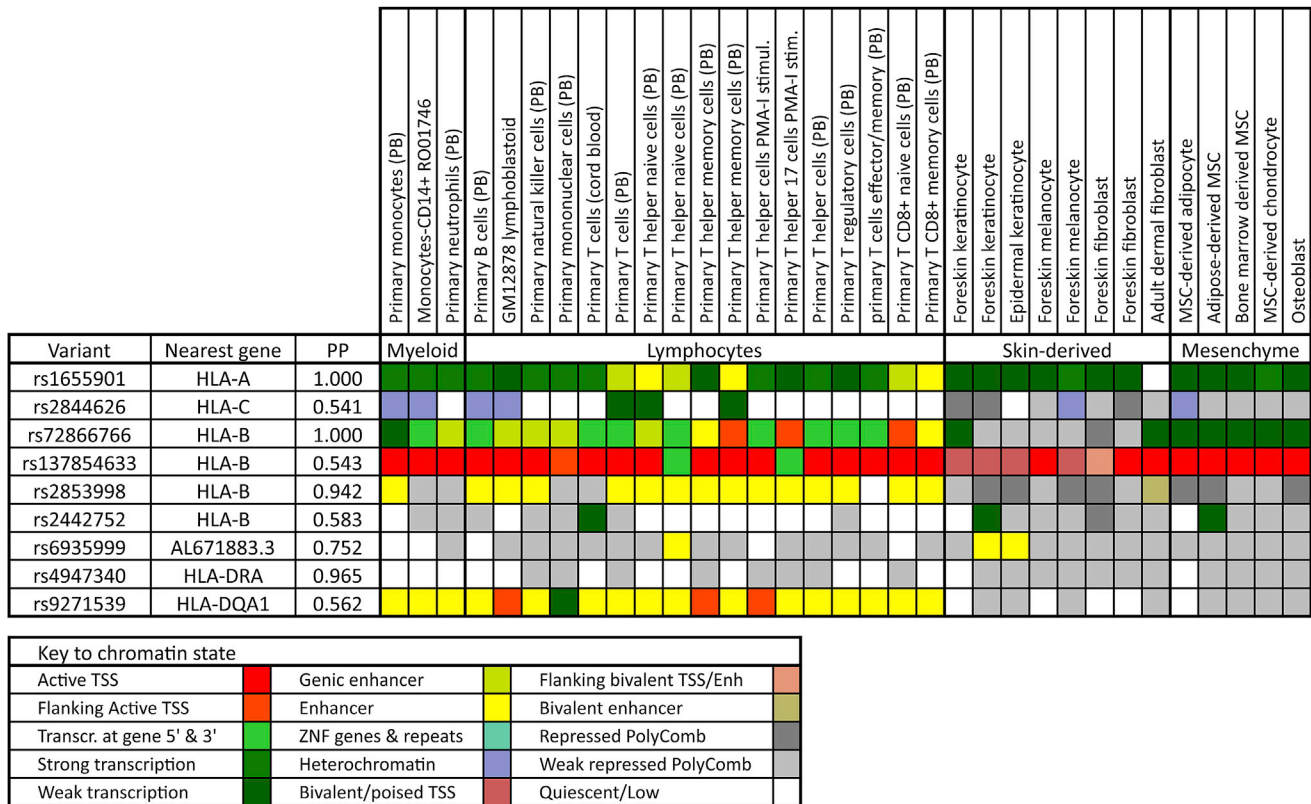 Primary monocytes (PB)
Monocytes-CD14+ RO01746
Primary neutrophils (PB)
Primary B cells (PB)
GM12878 lymphoblastoid
Primary natural killer cells (PB)
Primary mononuclear cells (PB)
Primary T cells (cord blood)
Primary T cells (PB)
Primary T helper naive cells (PB)
Primary T helper naive cells (PB)
Primary T helper memory cells (PB)
Primary T helper memory cells (PB)
Primary T helper cells PMA-I stimul.
Primary T helper 17 cells PMA-I stim.
Primary T helper cells (PB)
Primary T regulatory cells (PB)
primary T cells effector/memory (PB)
Primary T CD8+ naive cells (PB)
Primary T CD8+ memory cells (PB)
Foreskin keratinocyte
Foreskin keratinocyte
Epidermal keratinocyte
Foreskin melanocyte
Foreskin melanocyte
Foreskin fibroblast
Foreskin fibroblast
Adult dermal fibroblast
MSC-derived adipocyte
Adipose-derived MSC
Bone marrow derived MSC
MSC-derived chondrocyte
Osteoblast
Variant Nearest gene PP Myeloid Lymphocytes Skin-derived Mesenchyme
rs1655901 HLA-A 1.000
rs2844626 HLA-C 0.541
rs72866766 HLA-B 1.000
rs137854633 HLA-B 0.543
rs2853998 HLA-B 0.942
rs2442752 HLA-B 0.583
rs6935999 AL671883.3 0.752
rs4947340 HLA-DRA 0.965
rs9271539 HLA-DQA1 0.562
Key to chromatin state
Active TSS Genic enhancer Flanking bivalent TSS/Enh
Flanking Active TSS Enhancer Bivalent enhancer
Transcr. at gene 5' & 3' ZNF genes & repeats Repressed PolyComb
Strong transcription Heterochromatin Weak repressed PolyComb
Weak transcription Bivalent/poised TSS Quiescent/Low